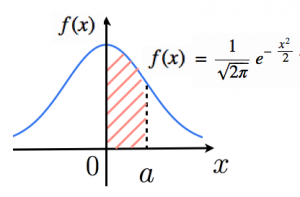 f(x)
f(x) = 1/√2π e^(- x²/2)
0 a x